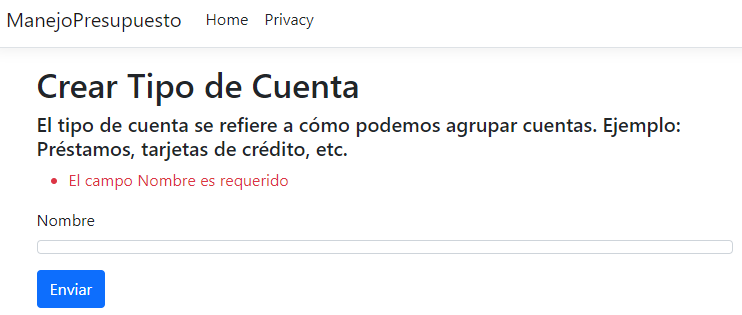 ManejoPresupuesto Home Privacy
Crear Tipo de Cuenta
El tipo de cuenta se refiere a cómo podemos agrupar cuentas. Ejemplo:
Préstamos, tarjetas de crédito, etc.
• El campo Nombre es requerido
Nombre
Enviar